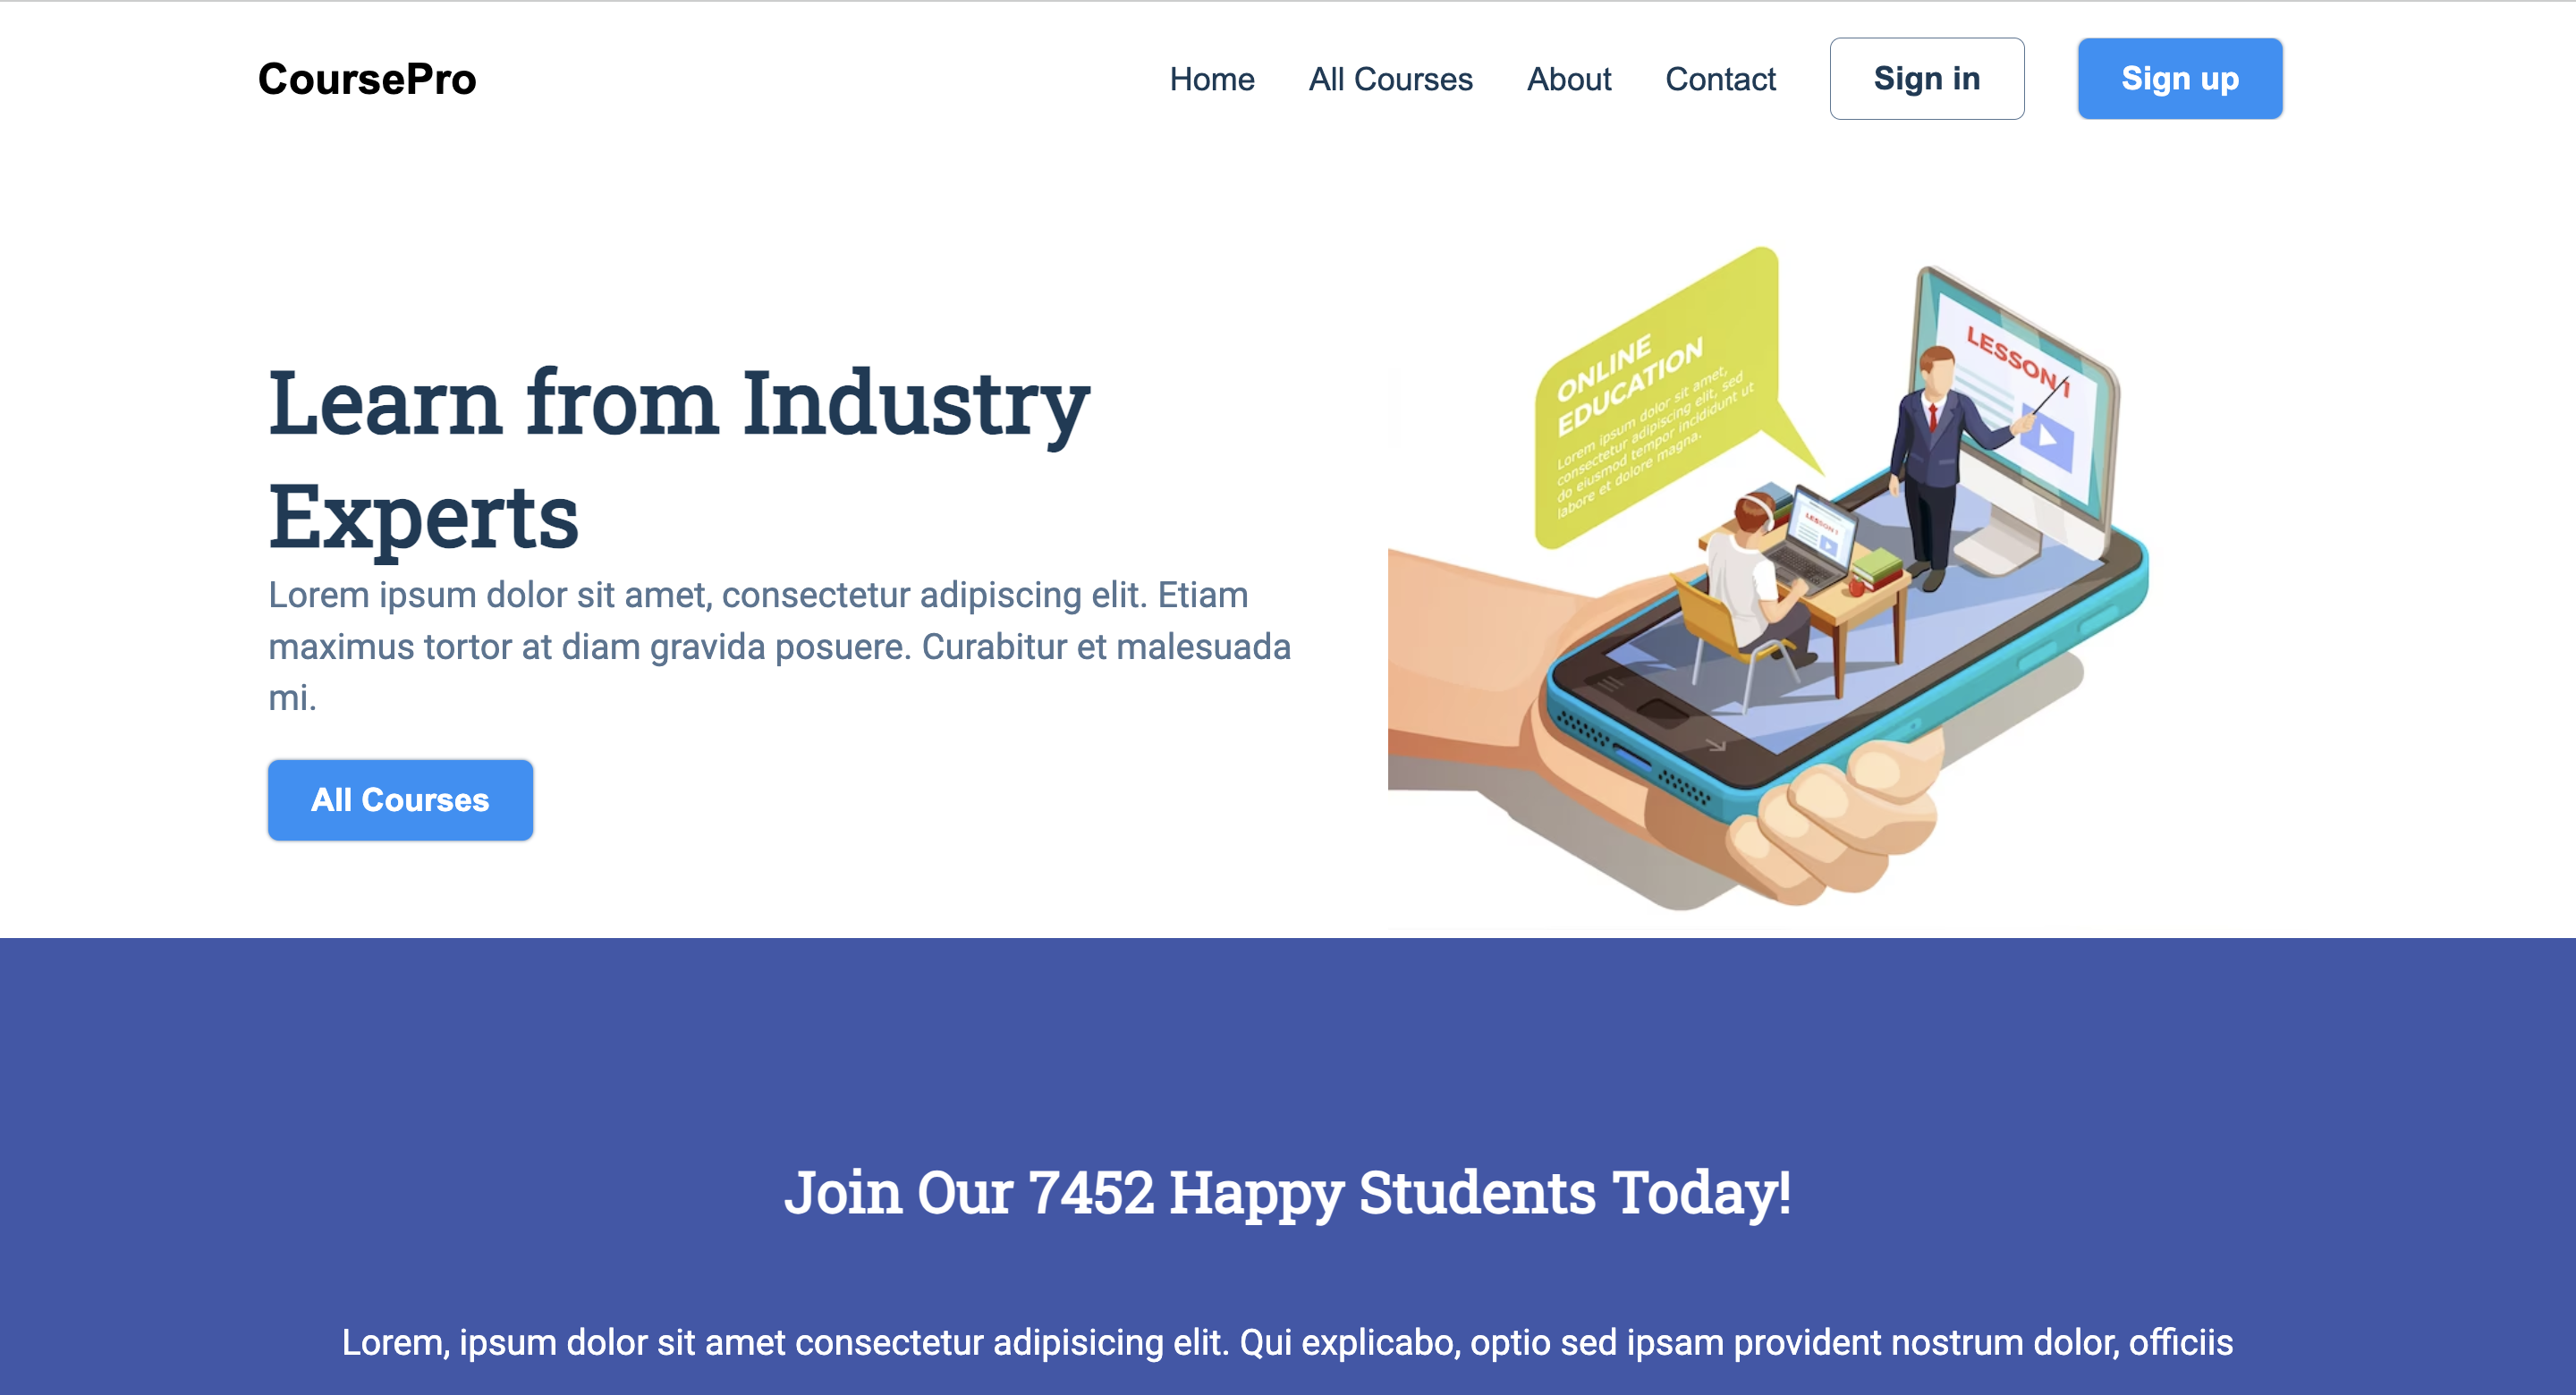 CoursePro
Home
All Courses
About
Contact
Sign in
Sign up
Learn from Industry
Experts
Lorem ipsum dolor sit amet, consectetur adipiscing elit. Etiam
maximus tortor at diam gravida posuere. Curabitur et malesuada
mi.
All Courses
ONLINE
EDUCATION
Lorem ipsum dolor sit amet,
consectetur adipiscing elit, sed
do eiusmod tempor incididunt ut
labore et dolore magna.
LESSON 1
LESSON 1
Join Our 7452 Happy Students Today!
Lorem, ipsum dolor sit amet consectetur adipisicing elit. Qui explicabo, optio sed ipsam provident nostrum dolor, officiis